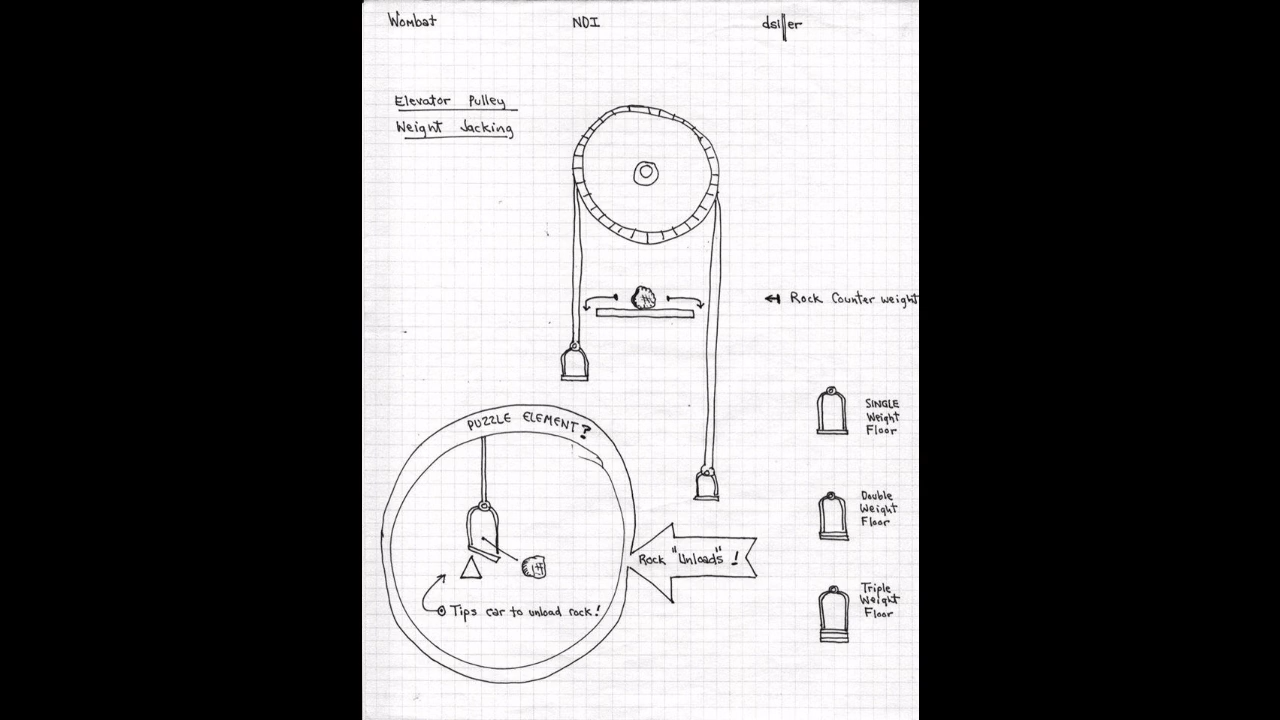 Wombat NDI dsiller
Elevator Pulley
Weight Jacking
Rock Counter weight
SINGLE
Weight
Floor
PUZZLE ELEMENT?
Double
Weight
Floor
Rock "Unloads" !
Tips car to unload rock!
Triple
Weight
Floor